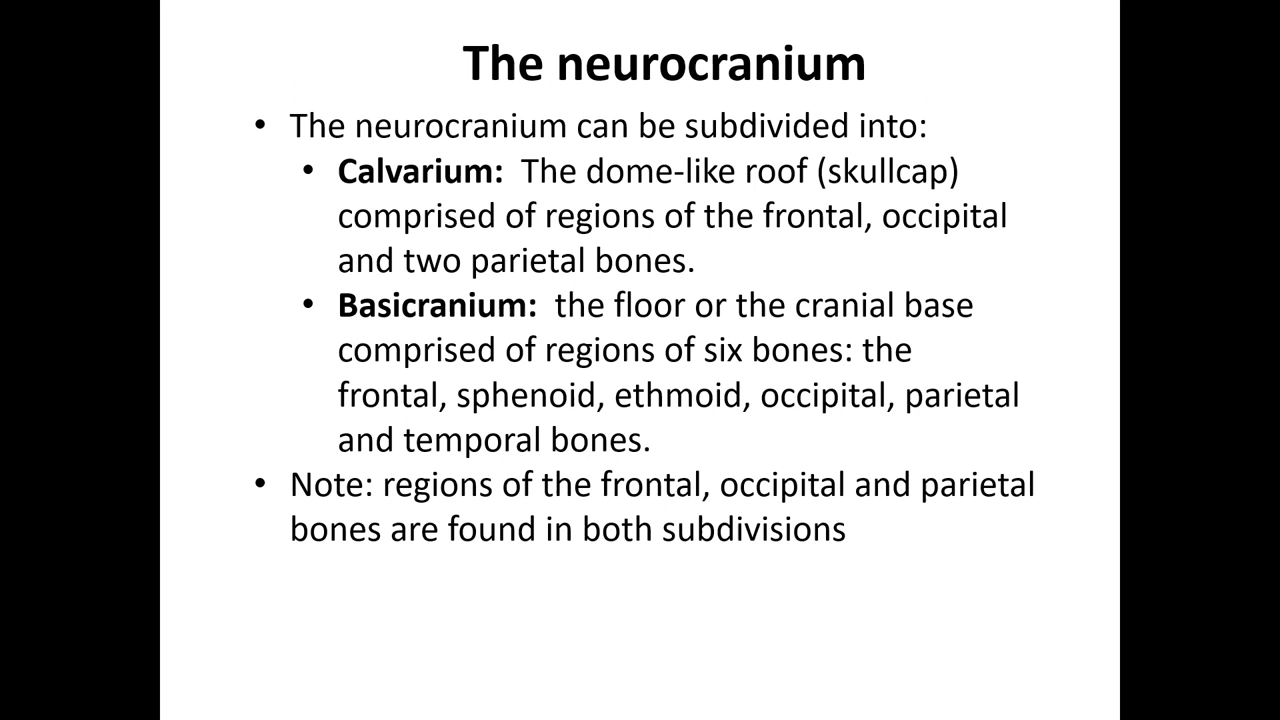 The neurocranium
• The neurocranium can be subdivided into:
• Calvarium:  The dome-like roof (skullcap)
comprised of regions of the frontal, occipital
and two parietal bones.
• Basicranium:  the floor or the cranial base
comprised of regions of six bones: the
frontal, sphenoid, ethmoid, occipital, parietal
and temporal bones.
• Note: regions of the frontal, occipital and parietal
bones are found in both subdivisions